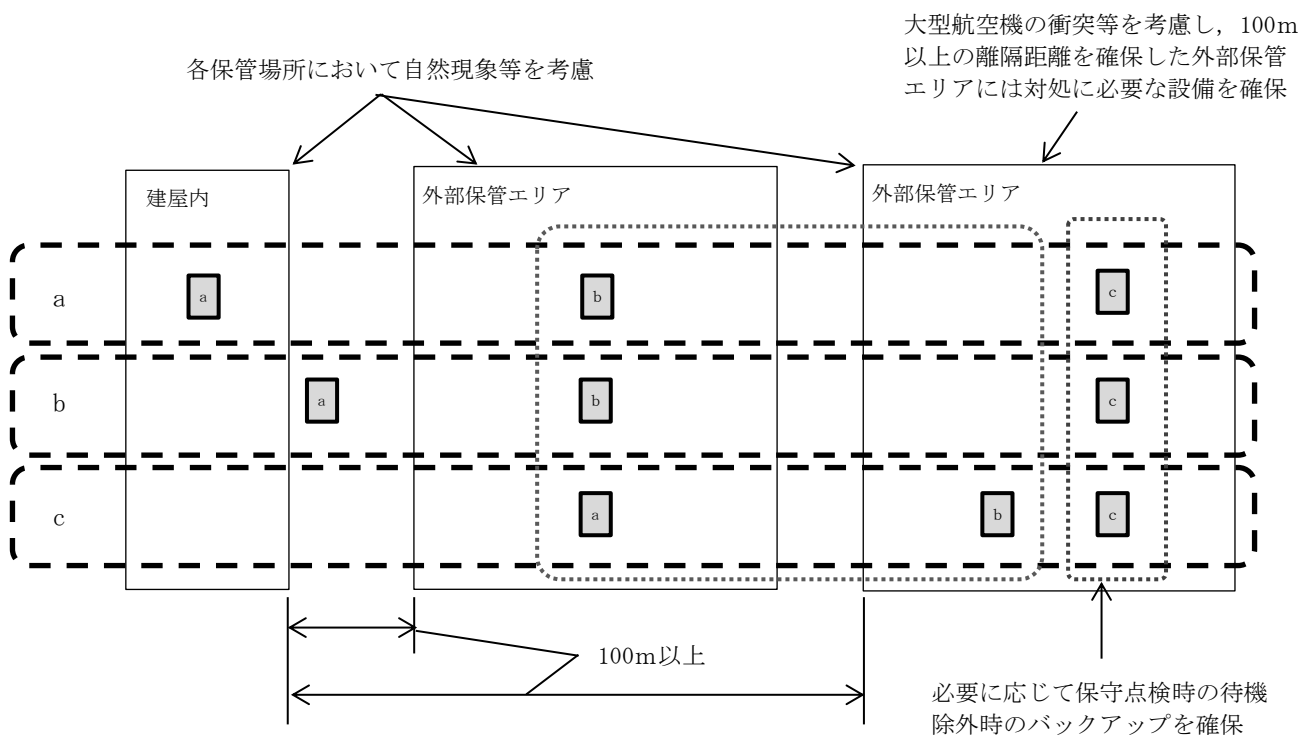 大型航空機の衝突等を考慮し，100m
以上の離隔距離を確保した外部保管
エリアには対処に必要な設備を確保
各保管場所において自然現象等を考慮
建屋内
外部保管エリア
外部保管エリア
a
a
b
c
b
a
b
c
c
a
b
c
100m以上
必要に応じて保守点検時の待機
除外時のバックアップを確保